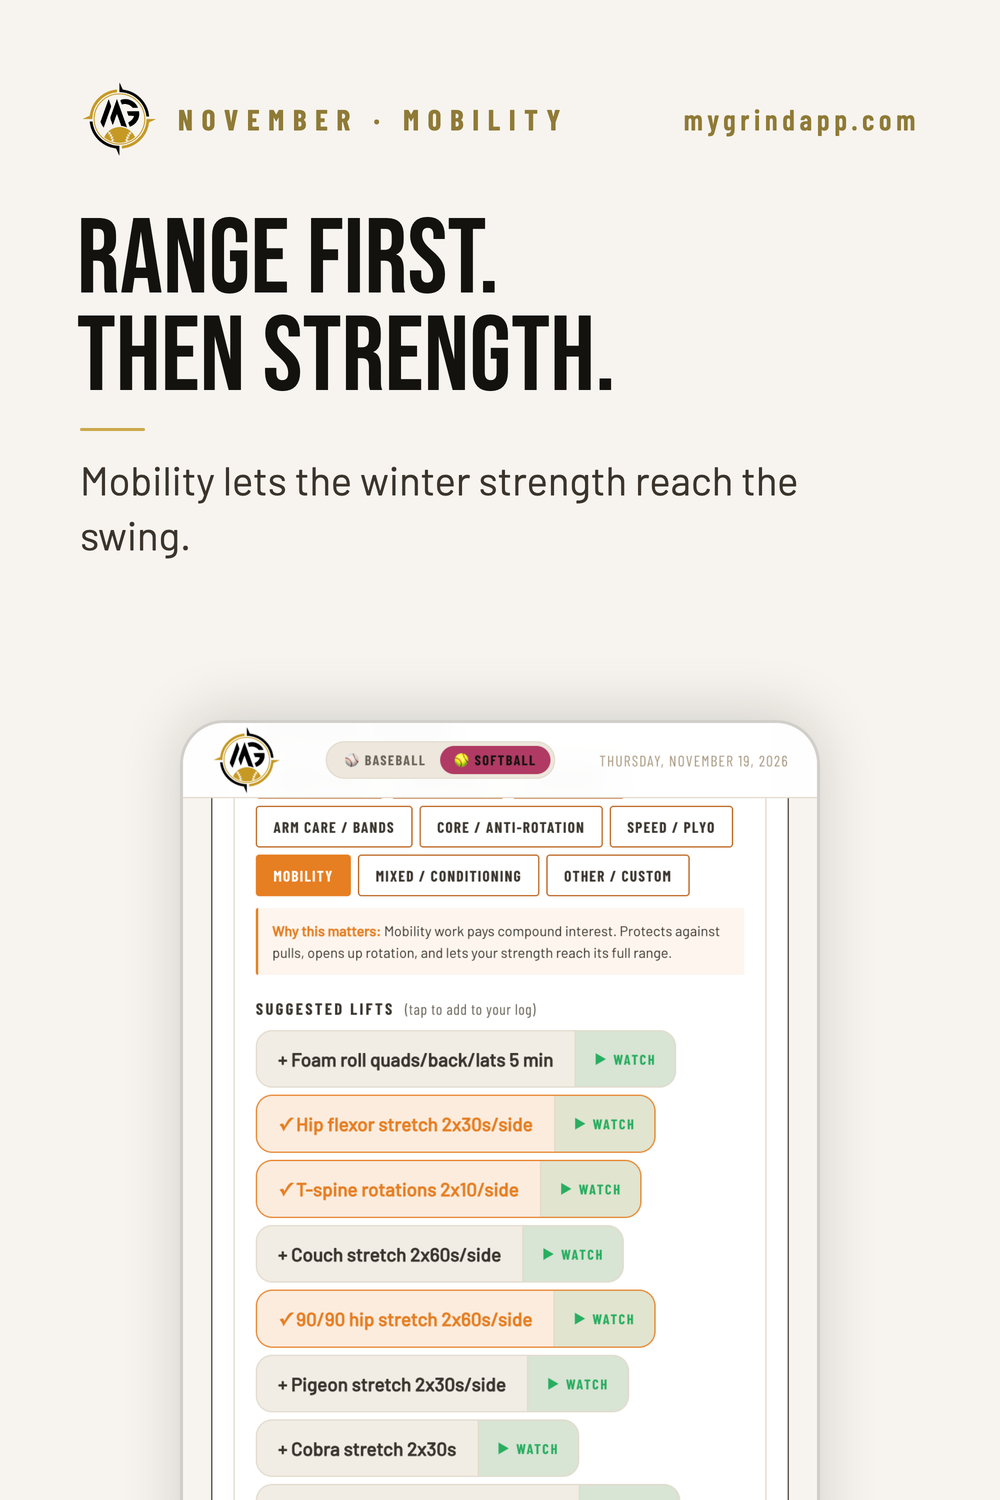 MG NOVEMBER · MOBILITY mygrindapp.com
RANGE FIRST.
THEN STRENGTH.
Mobility lets the winter strength reach the
swing.
MG BASEBALL SOFTBALL THURSDAY, NOVEMBER 19, 2026
ARM CARE / BANDS CORE / ANTI-ROTATION SPEED / PLYO
MOBILITY MIXED / CONDITIONING OTHER / CUSTOM
Why this matters: Mobility work pays compound interest. Protects against
pulls, opens up rotation, and lets your strength reach its full range.
SUGGESTED LIFTS (tap to add to your log)
+ Foam roll quads/back/lats 5 min ▶ WATCH
✓ Hip flexor stretch 2x30s/side ▶ WATCH
✓ T-spine rotations 2x10/side ▶ WATCH
+ Couch stretch 2x60s/side ▶ WATCH
✓ 90/90 hip stretch 2x60s/side ▶ WATCH
+ Pigeon stretch 2x30s/side ▶ WATCH
+ Cobra stretch 2x30s ▶ WATCH